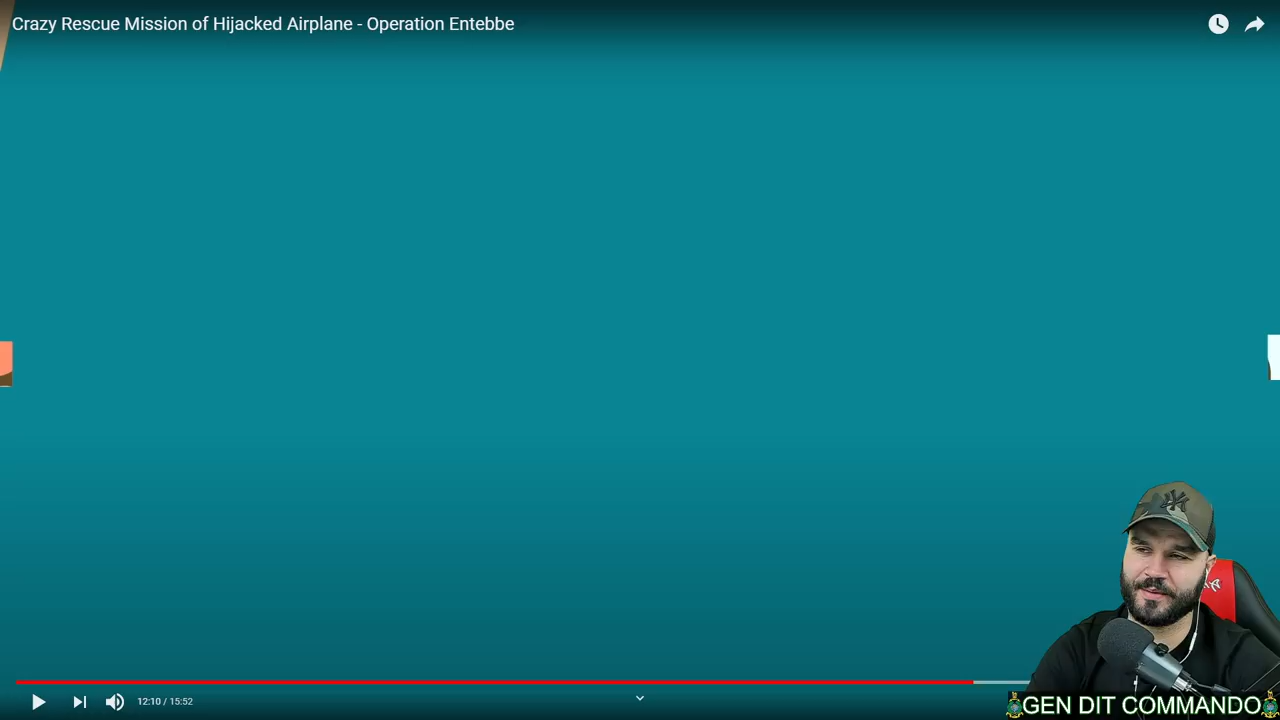 Crazy Rescue Mission of Hijacked Airplane - Operation Entebbe
12:10 / 15:52
GEN DIT COMMANDO